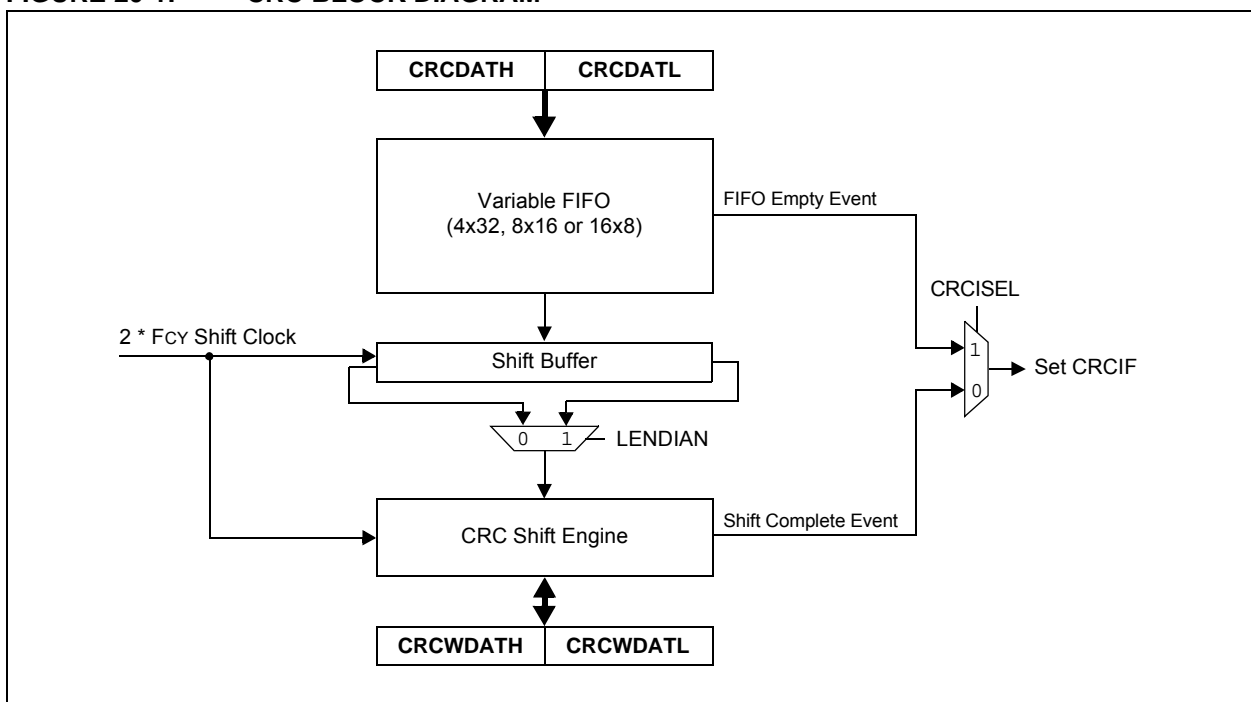 CRCDATH CRCDATL
Variable FIFO
(4x32, 8x16 or 16x8)
FIFO Empty Event
CRCISEL
2 * FCY Shift Clock
1
Shift Buffer
Set CRCIF
0
0 1 LENDIAN
CRC Shift Engine
Shift Complete Event
CRCWDATH CRCWDATL